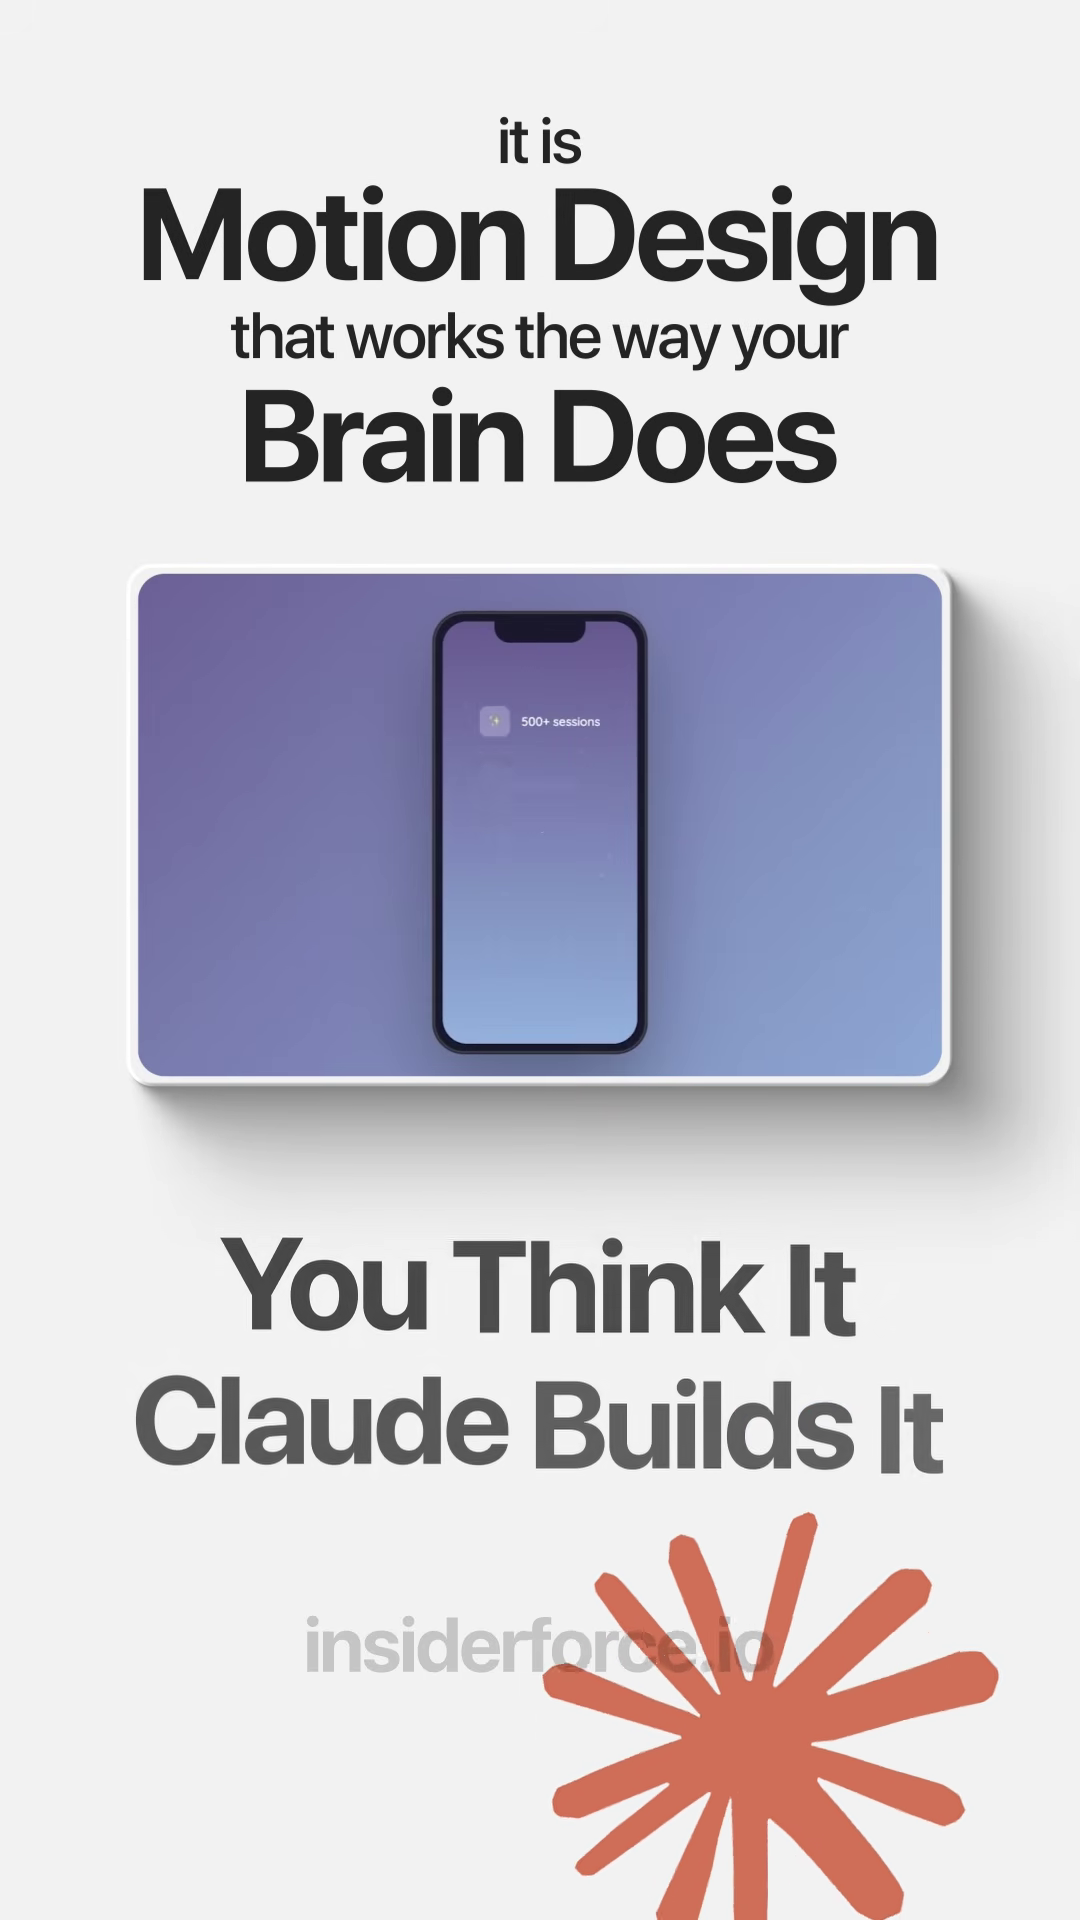 it is
Motion Design
that works the way your
Brain Does
500+ sessions
You Think It
Claude Builds It
insiderforce.io